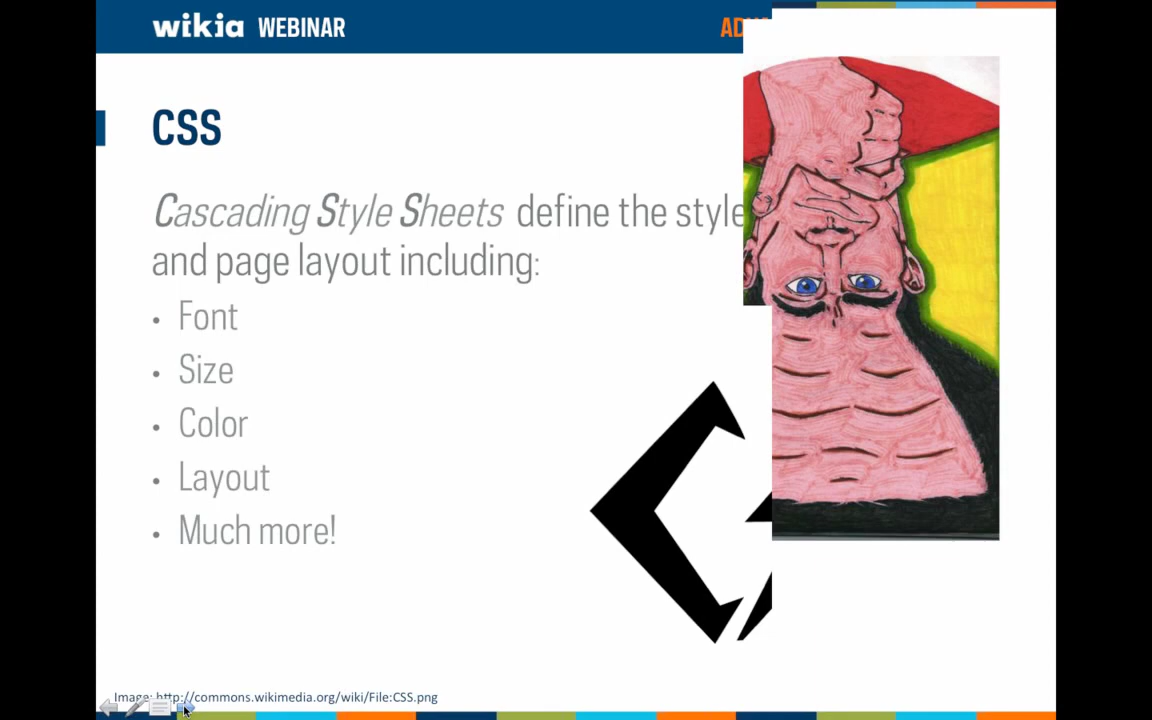 wikia WEBINAR
CSS
Cascading Style Sheets define the style
and page layout including:
• Font
• Size
• Color
• Layout
• Much more!
Image: http://commons.wikimedia.org/wiki/File:CSS.png